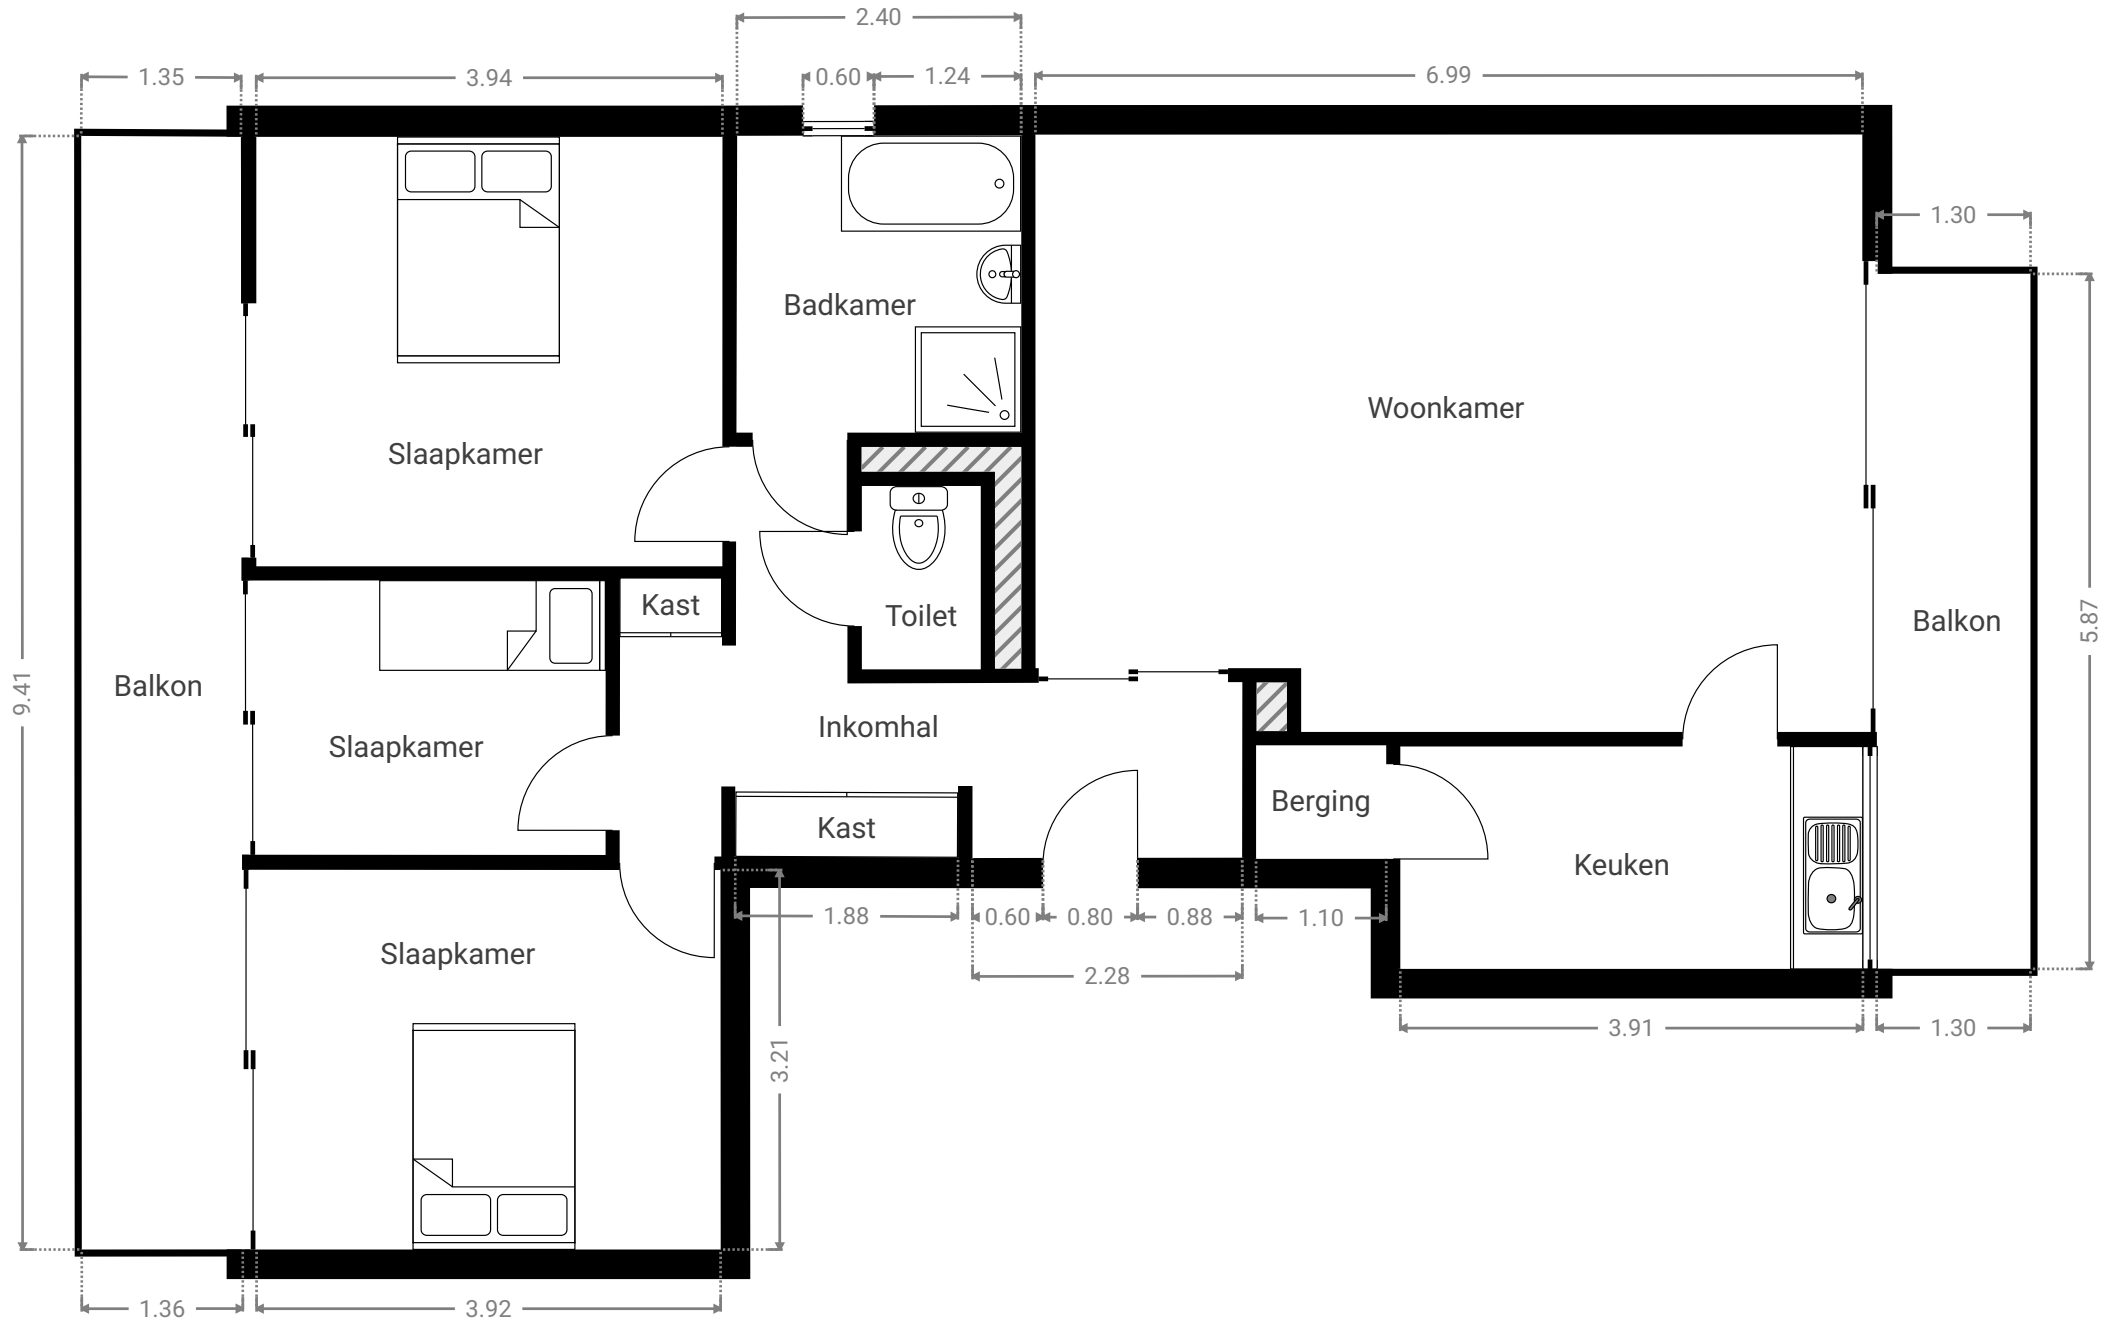 2.40
1.35
3.94
0.60
1.24
6.99
1.30
Badkamer
Woonkamer
Slaapkamer
Kast
Toilet
Balkon
5.87
9.41
Balkon
Inkomhal
Slaapkamer
Berging
Kast
Keuken
1.88
0.60
0.80
0.88
1.10
Slaapkamer
2.28
3.21
3.91
1.30
1.36
3.92